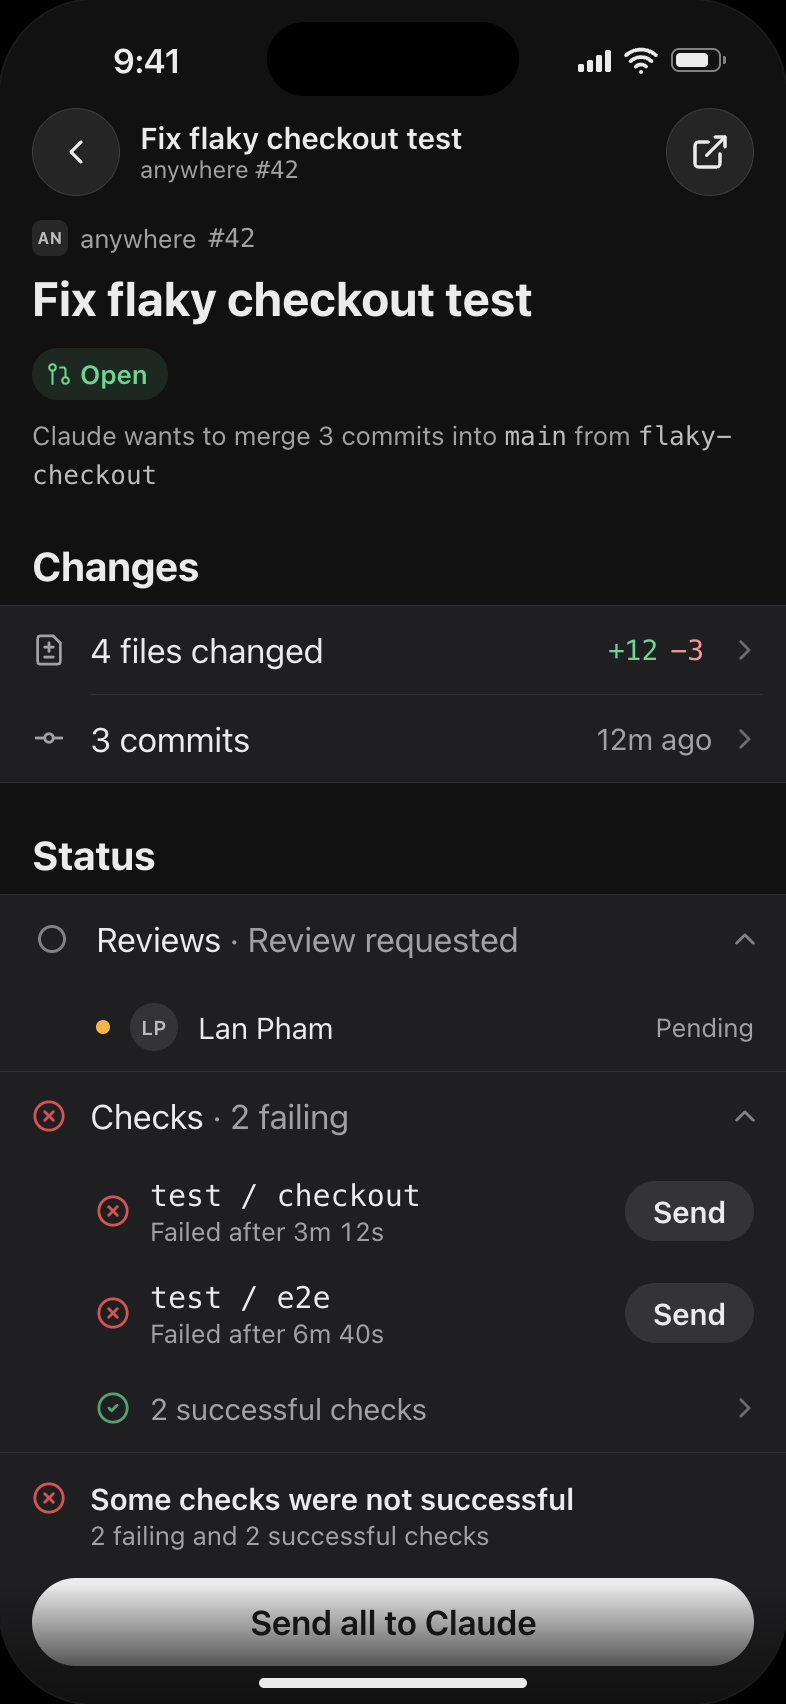 9:41
Fix flaky checkout test
anywhere #42
AN anywhere #42
Fix flaky checkout test
Open
Claude wants to merge 3 commits into main from flaky-
checkout
Changes
4 files changed +12 −3
3 commits 12m ago
Status
Reviews · Review requested
LP Lan Pham Pending
Checks · 2 failing
test / checkout
Failed after 3m 12s
Send
test / e2e
Failed after 6m 40s
Send
2 successful checks
Some checks were not successful
2 failing and 2 successful checks
Send all to Claude